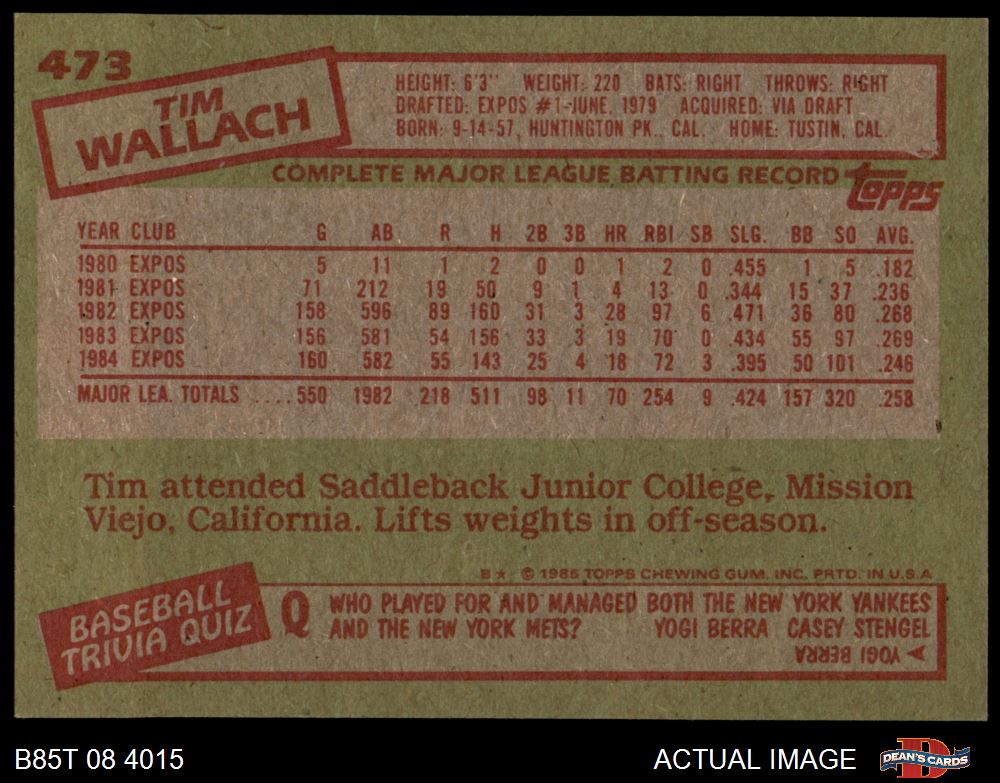 473
TIM
WALLACH
HEIGHT: 6'3" WEIGHT: 220 BATS: RIGHT THROWS: RIGHT
DRAFTED: EXPOS #1-JUNE, 1979 ACQUIRED: VIA DRAFT
BORN: 9-14-57, HUNTINGTON PK., CAL. HOME: TUSTIN, CAL.
COMPLETE MAJOR LEAGUE BATTING RECORD topps
YEAR CLUB G AB R H 2B 3B HR RBI SB SLG. BB SO AVG.
1980 EXPOS 5 11 1 2 0 0 1 2 0 .455 1 5 .182
1981 EXPOS 71 212 19 50 9 1 4 13 0 .344 15 37 .236
1982 EXPOS 158 596 89 160 31 3 28 97 6 .471 36 80 .268
1983 EXPOS 156 581 54 156 33 3 19 70 0 .434 55 97 .269
1984 EXPOS 160 582 55 143 25 4 18 72 3 .395 50 101 .246
MAJOR LEA. TOTALS ....550 1982 218 511 98 11 70 254 9 .424 157 320 .258
Tim attended Saddleback Junior College, Mission
Viejo, California. Lifts weights in off-season.
B★ © 1985 TOPPS CHEWING GUM, INC. PRTD. IN U.S.A
BASEBALL
TRIVIA QUIZ
Q WHO PLAYED FOR AND MANAGED BOTH THE NEW YORK YANKEES
AND THE NEW YORK METS? YOGI BERRA CASEY STENGEL
YOGI BERRA
B85T 08 4015
ACTUAL IMAGE
D
DEAN'S CARDS